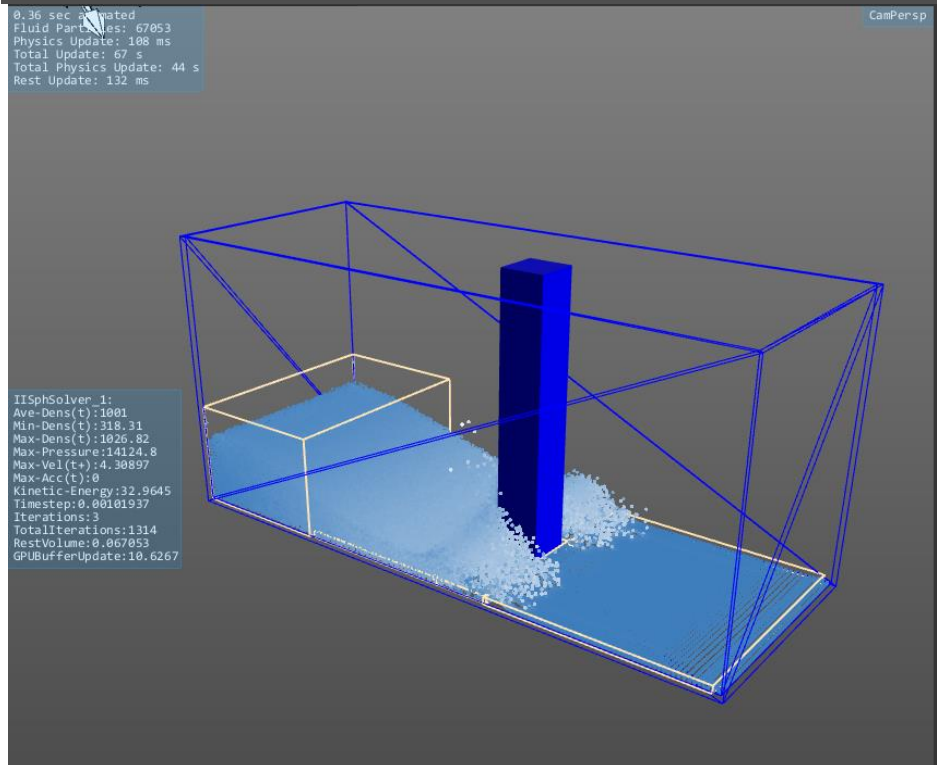 0.36 sec animated
CamPersp
Fluid Particles: 67053
Physics Update: 108 ms
Total Update: 67 s
Total Physics Update: 44 s
Rest Update: 132 ms
IISphSolver_1:
Ave-Dens(t):1001
Min-Dens(t):318.31
Max-Dens(t):1026.82
Max-Pressure:14124.8
Max-Vel(t+):4.30897
Max-Acc(t):0
Kinetic-Energy:32.9645
Timestep:0.00101937
Iterations:3
TotalIterations:1314
RestVolume:0.067053
GPUBufferUpdate:10.6267